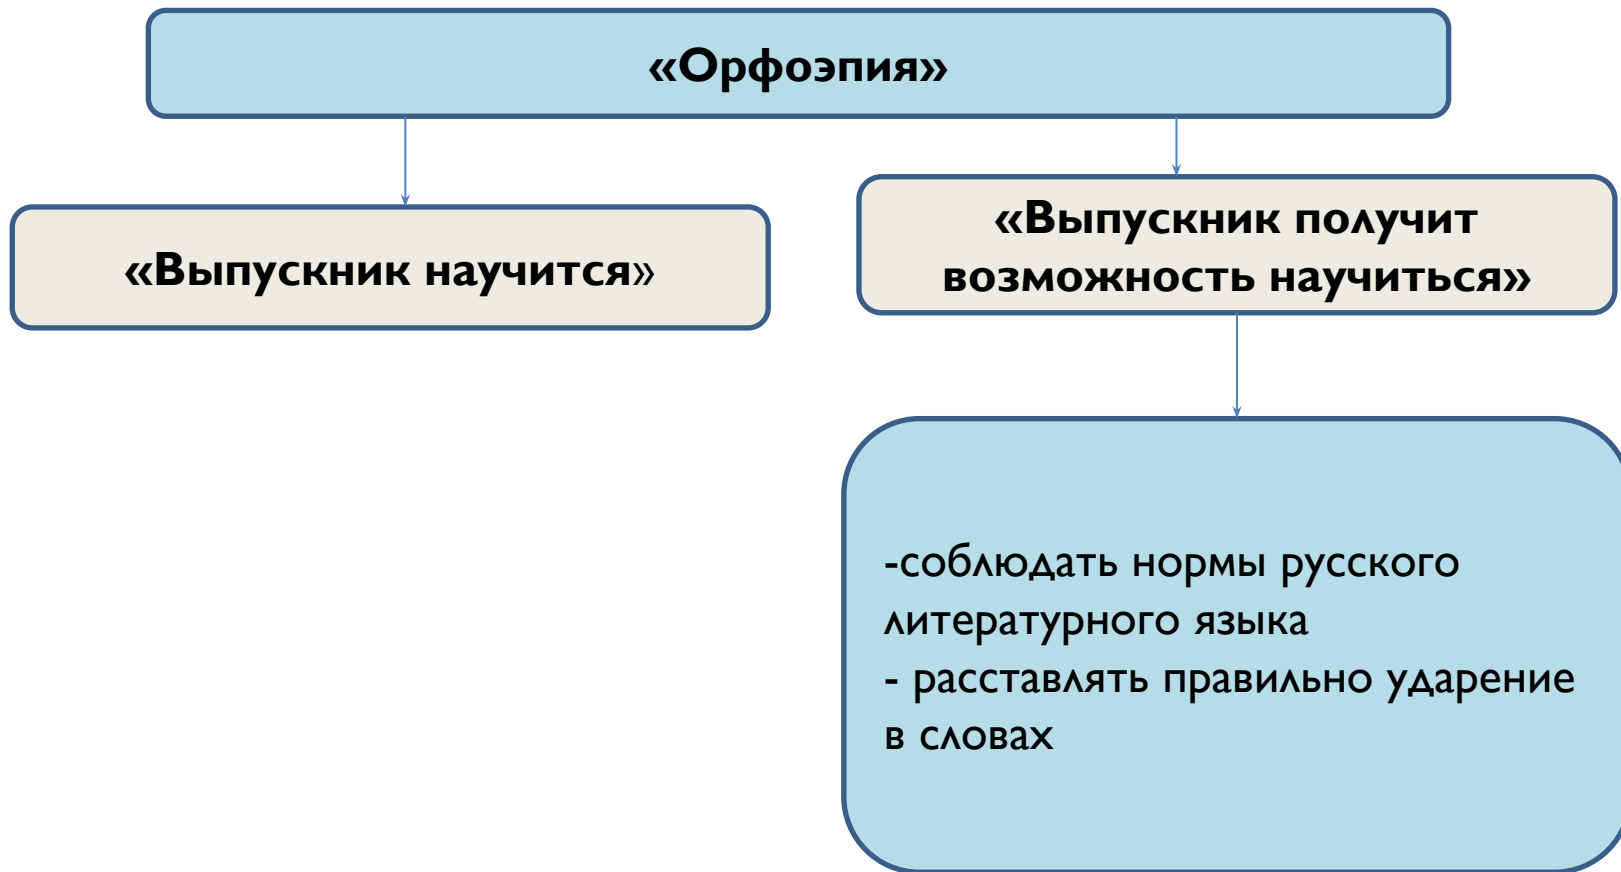 «Орфоэпия»
«Выпускник научится»
«Выпускник получит
возможность научиться»
-соблюдать нормы русского
литературного языка
- расставлять правильно ударение
в словах